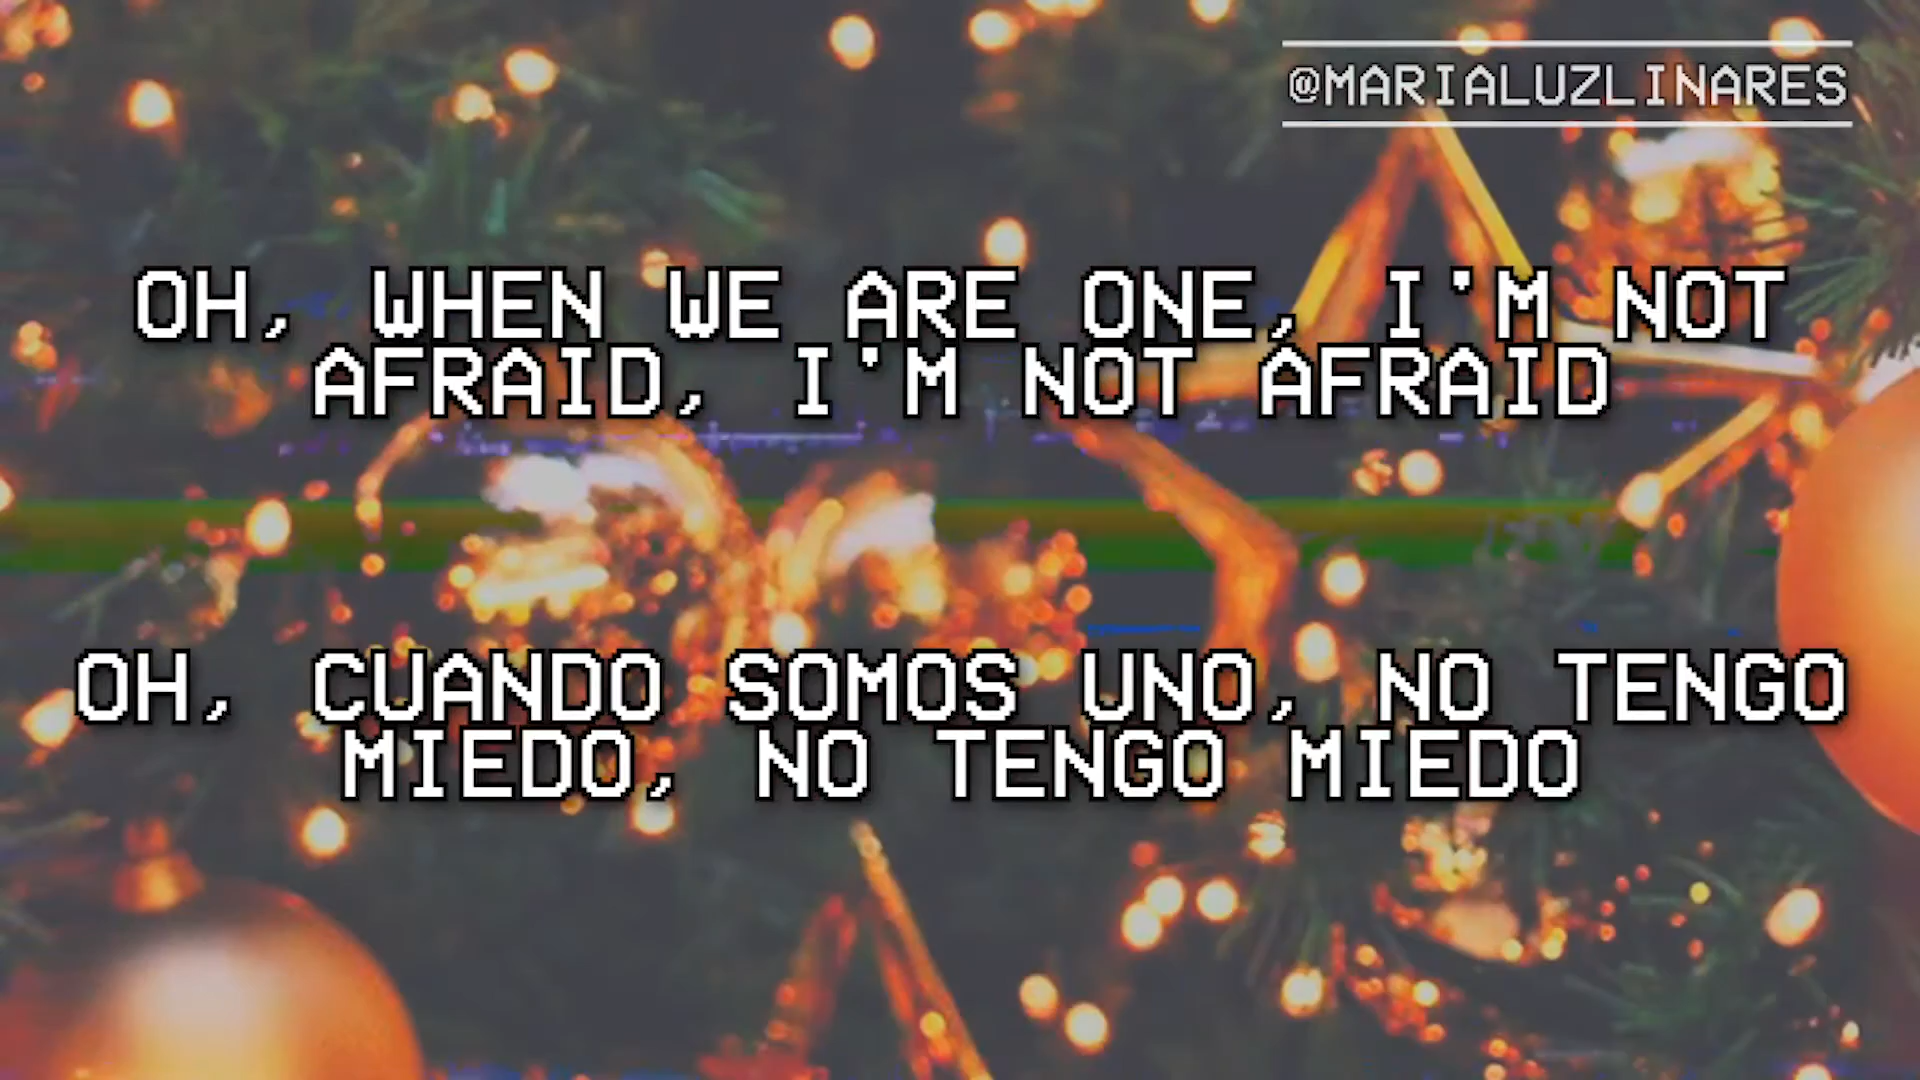 @MARIALUZLINARES
OH, WHEN WE ARE ONE, I'M NOT
AFRAID, I'M NOT AFRAID
OH, CUANDO SOMOS UNO, NO TENGO
MIEDO, NO TENGO MIEDO